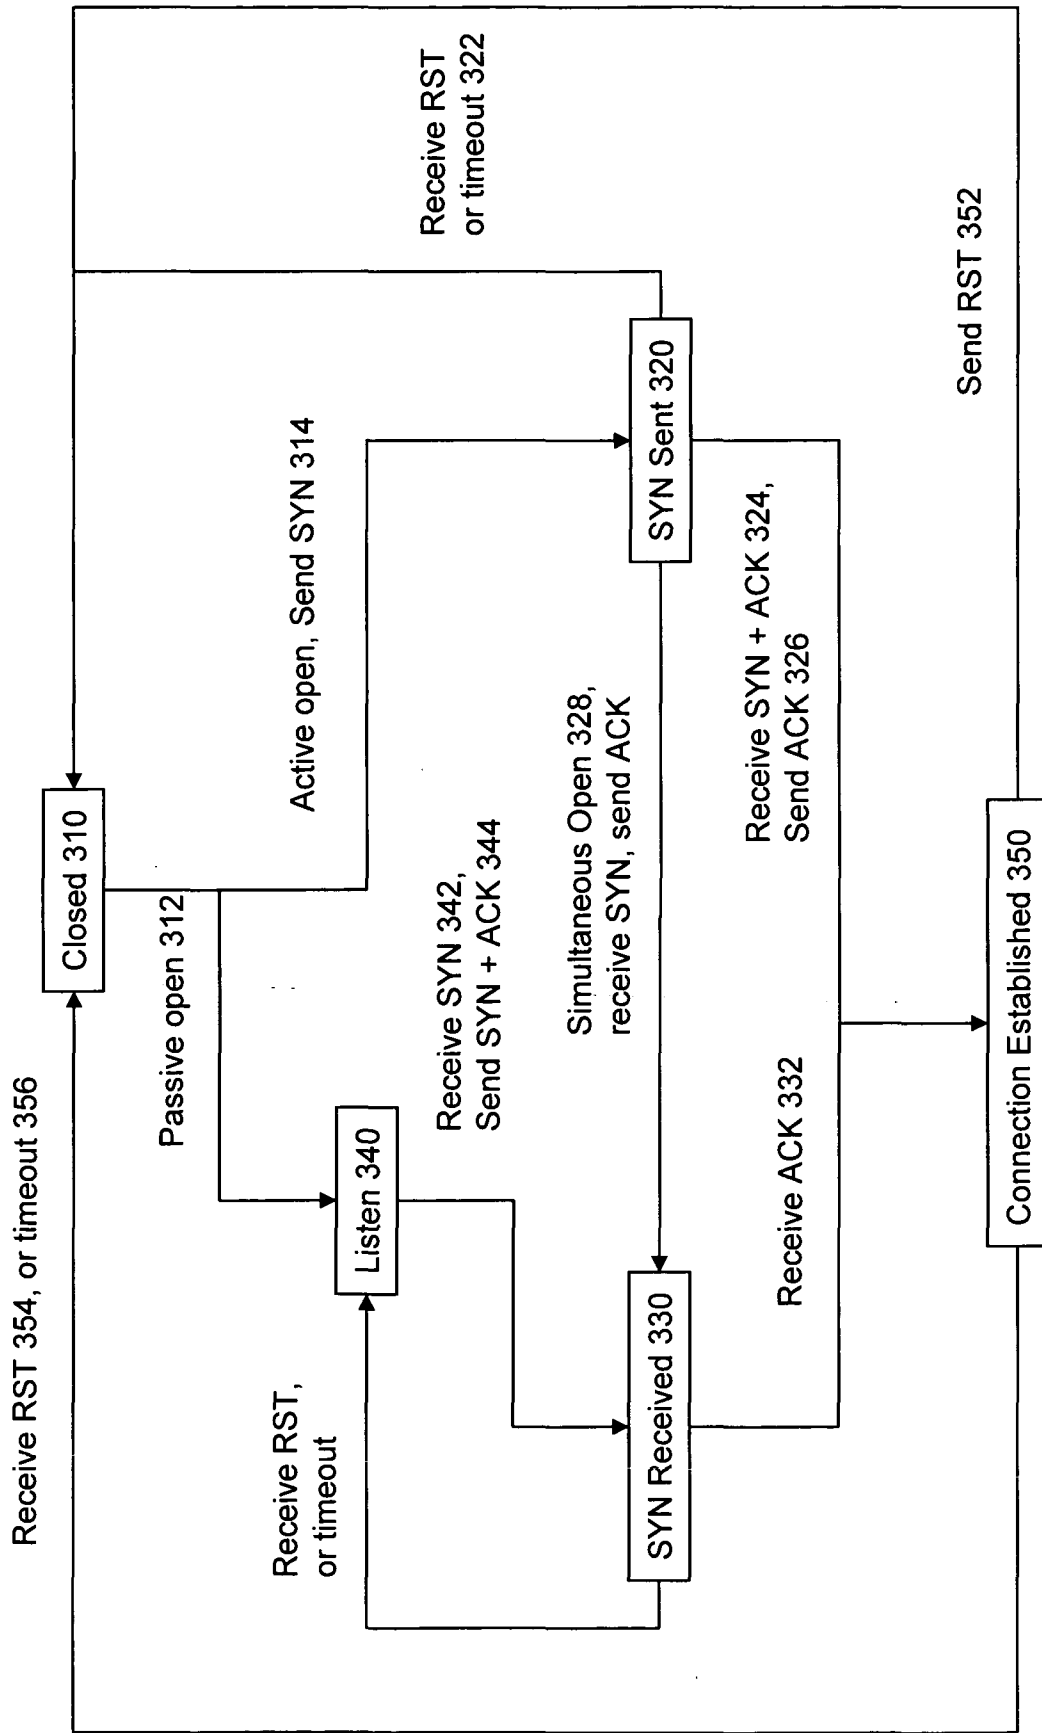 Receive RST 354, or timeout 356
Closed 310
Passive open 312
Active open, Send SYN 314
Receive RST
or timeout 322
Receive RST,
or timeout
Listen 340
Receive SYN 342,
Send SYN + ACK 344
Simultaneous Open 328,
receive SYN, send ACK
SYN Received 330
SYN Sent 320
Receive ACK 332
Receive SYN + ACK 324,
Send ACK 326
Send RST 352
Connection Established 350